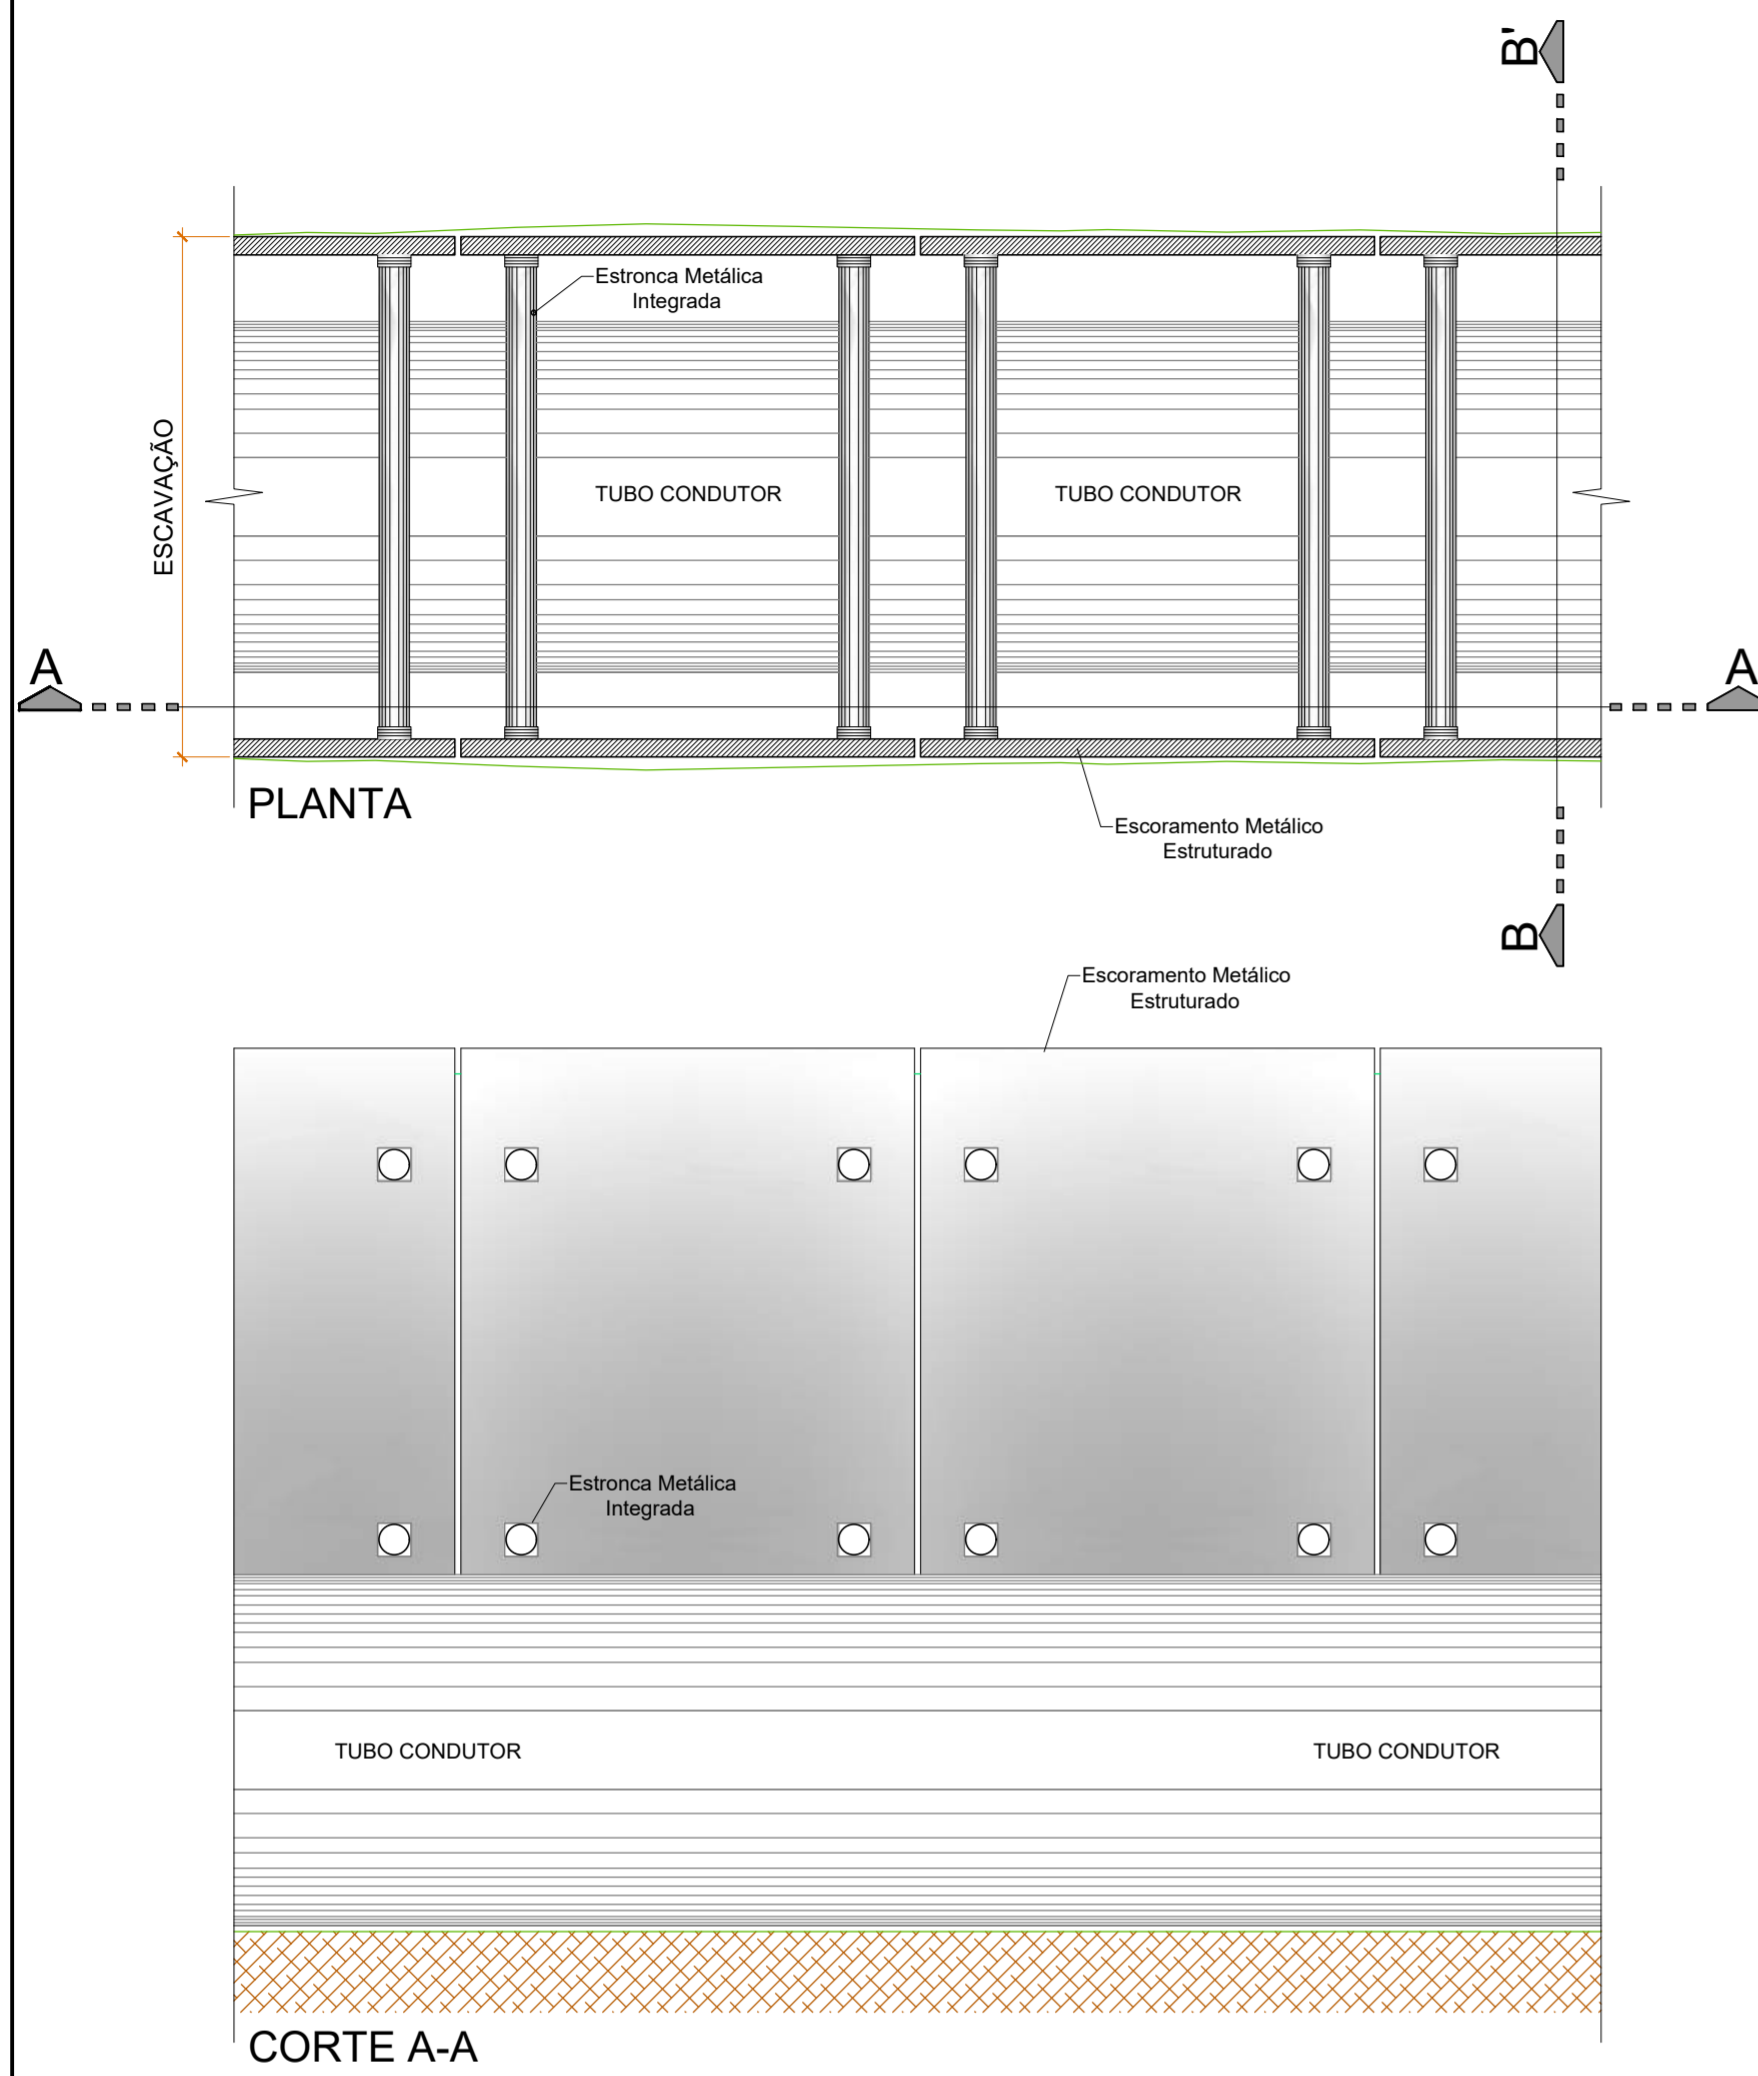 B'
Estronca Metálica
Integrada
ESCAVAÇÃO
TUBO CONDUTOR
TUBO CONDUTOR
A
A
PLANTA
Escoramento Metálico
Estruturado
B
Escoramento Metálico
Estruturado
Estronca Metálica
Integrada
TUBO CONDUTOR
TUBO CONDUTOR
CORTE A-A